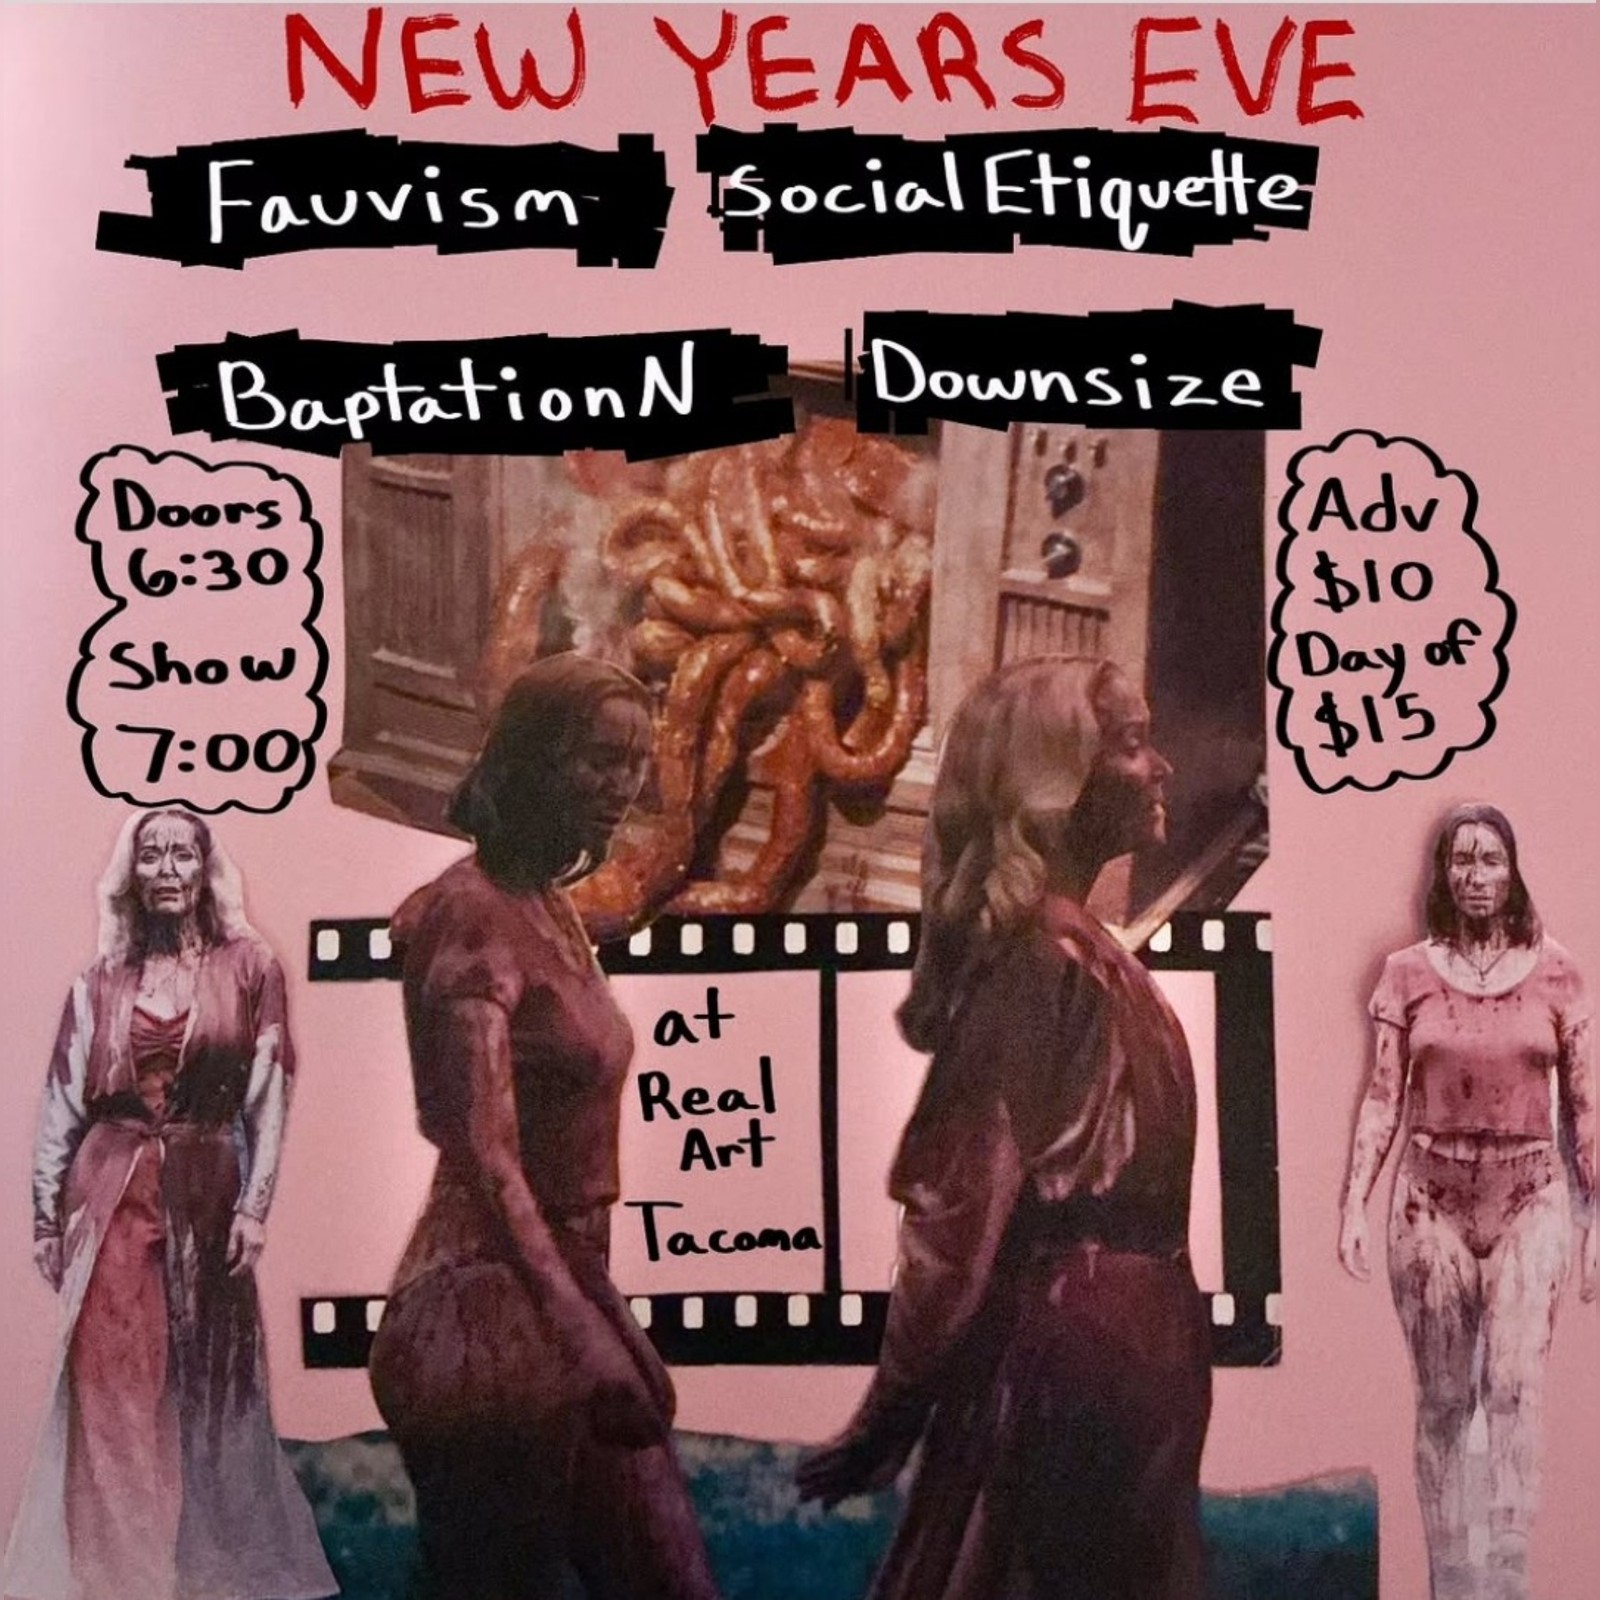 NEW YEARS EVE
Fauvism
Social Etiquette
BaptationN
Downsize
Doors
6:30
Show
7:00
Adv
$10
Day of
$15
at
Real
Art
Tacoma